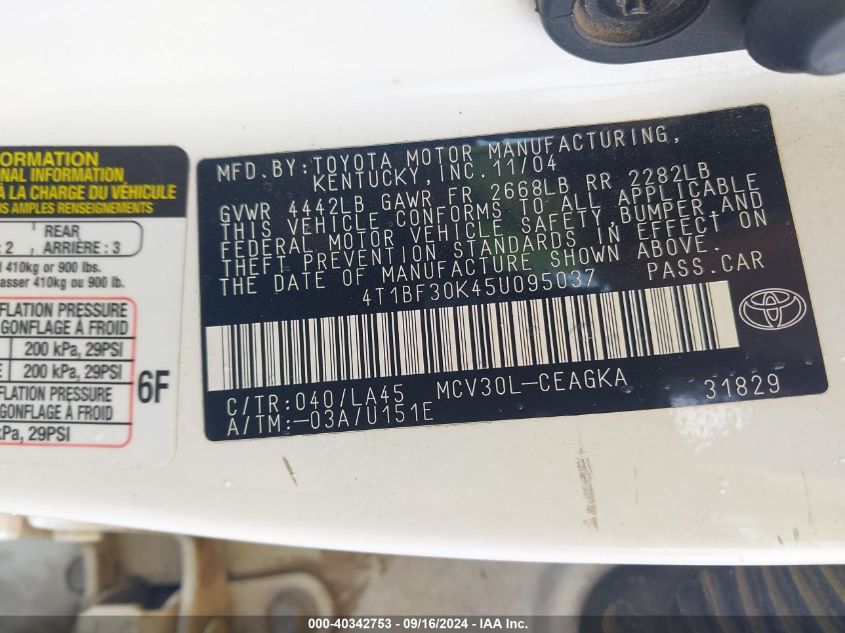 ORMATION
NAL INFORMATION
À LA CHARGE DU VÉHICULE
US AMPLES RENSEIGNEMENTS
: 2
REAR
ARRIÈRE : 3
d 410kg or 900 lbs.
asser 410kg ou 900 lb.
FLATION PRESSURE
GONFLAGE À FROID
200 kPa, 29PSI
E 200 kPa, 29PSI
FLATION PRESSURE
GONFLAGE À FROID
kPa, 29PSI
6F
MFD.BY:TOYOTA MOTOR MANUFACTURING,
KENTUCKY,INC.11/04
GVWR 4442LB GAWR FR 2668LB RR 2282LB
THIS VEHICLE CONFORMS TO ALL APPLICABLE
FEDERAL MOTOR VEHICLE SAFETY,BUMPER AND
THEFT PREVENTION STANDARDS IN EFFECT ON
THE DATE OF MANUFACTURE SHOWN ABOVE.
4T1BF30K45U095037 PASS.CAR
C/TR:040/LA45 MCV30L-CEAGKA 31829
A/TM:-03A/U151E
000-40342753 - 09/16/2024 - IAA Inc.